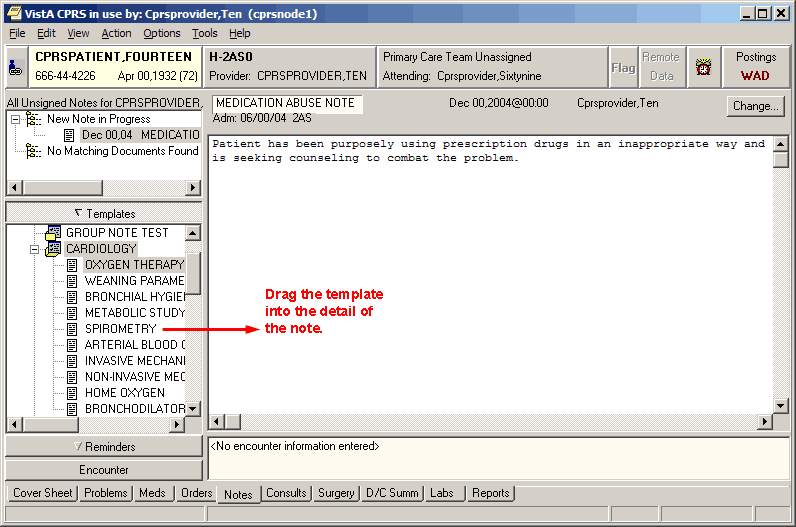 VistA CPRS in use by: Cprsprovider,Ten (cprsnode1)
File Edit View Action Options Tools Help
CPRSPATIENT,FOURTEEN
666-44-4226 Apr 00,1932 (72)
H-2AS0
Provider: CPRSPROVIDER,TEN
Primary Care Team Unassigned
Attending: Cprsprovider,Sixtynine
Flag
Remote
Data
Postings
WAD
All Unsigned Notes for CPRSPROVIDER,
New Note in Progress
Dec 00,04 MEDICATIO
No Matching Documents Found
MEDICATION ABUSE NOTE Dec 00,2004@00:00 Cprsprovider,Ten
Adm: 06/00/04 2AS
Change...
Patient has been purposely using prescription drugs in an inappropriate way and
is seeking counseling to combat the problem.
Templates
GROUP NOTE TEST
CARDIOLOGY
OXYGEN THERAPY
WEANING PARAME
BRONCHIAL HYGIE
METABOLIC STUDY
SPIROMETRY
ARTERIAL BLOOD
INVASIVE MECHANI
NON-INVASIVE MEC
HOME OXYGEN
BRONCHODILATOR
Drag the template
into the detail of
the note.
Reminders
Encounter
<No encounter information entered>
Cover Sheet Problems Meds Orders Notes Consults Surgery D/C Summ Labs Reports